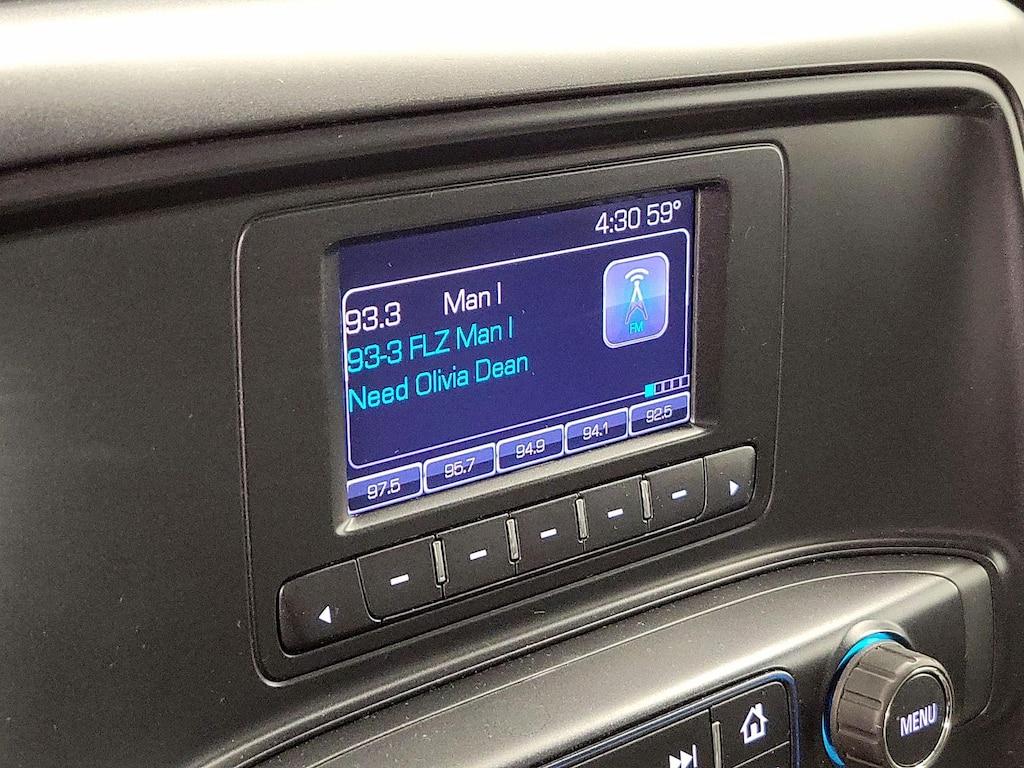 4:30 59°
93.3 Man I
FM
93-3 FLZ Man I
Need Olivia Dean
97.5 95.7 94.9 94.1 92.5
MENU